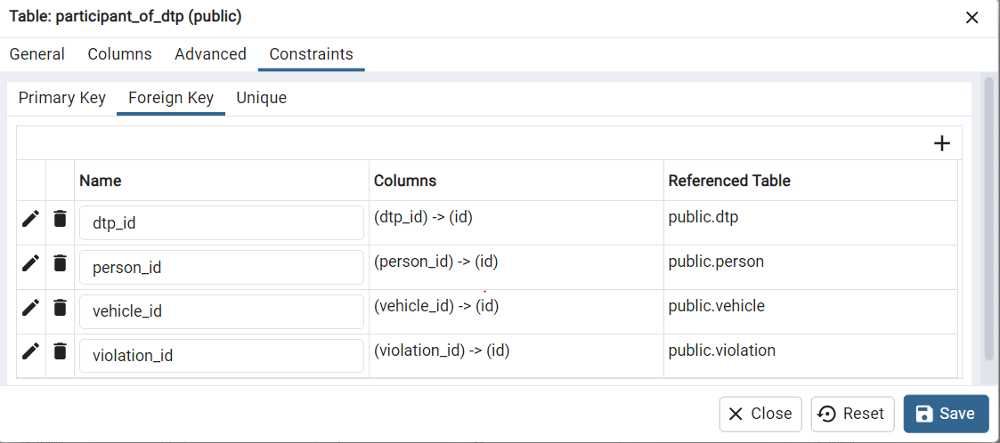 Table: participant_of_dtp (public)
General Columns Advanced Constraints
Primary Key Foreign Key Unique
Name Columns Referenced Table
dtp_id (dtp_id) -> (id) public.dtp
person_id (person_id) -> (id) public.person
vehicle_id (vehicle_id) -> (id) public.vehicle
violation_id (violation_id) -> (id) public.violation
Close Reset Save